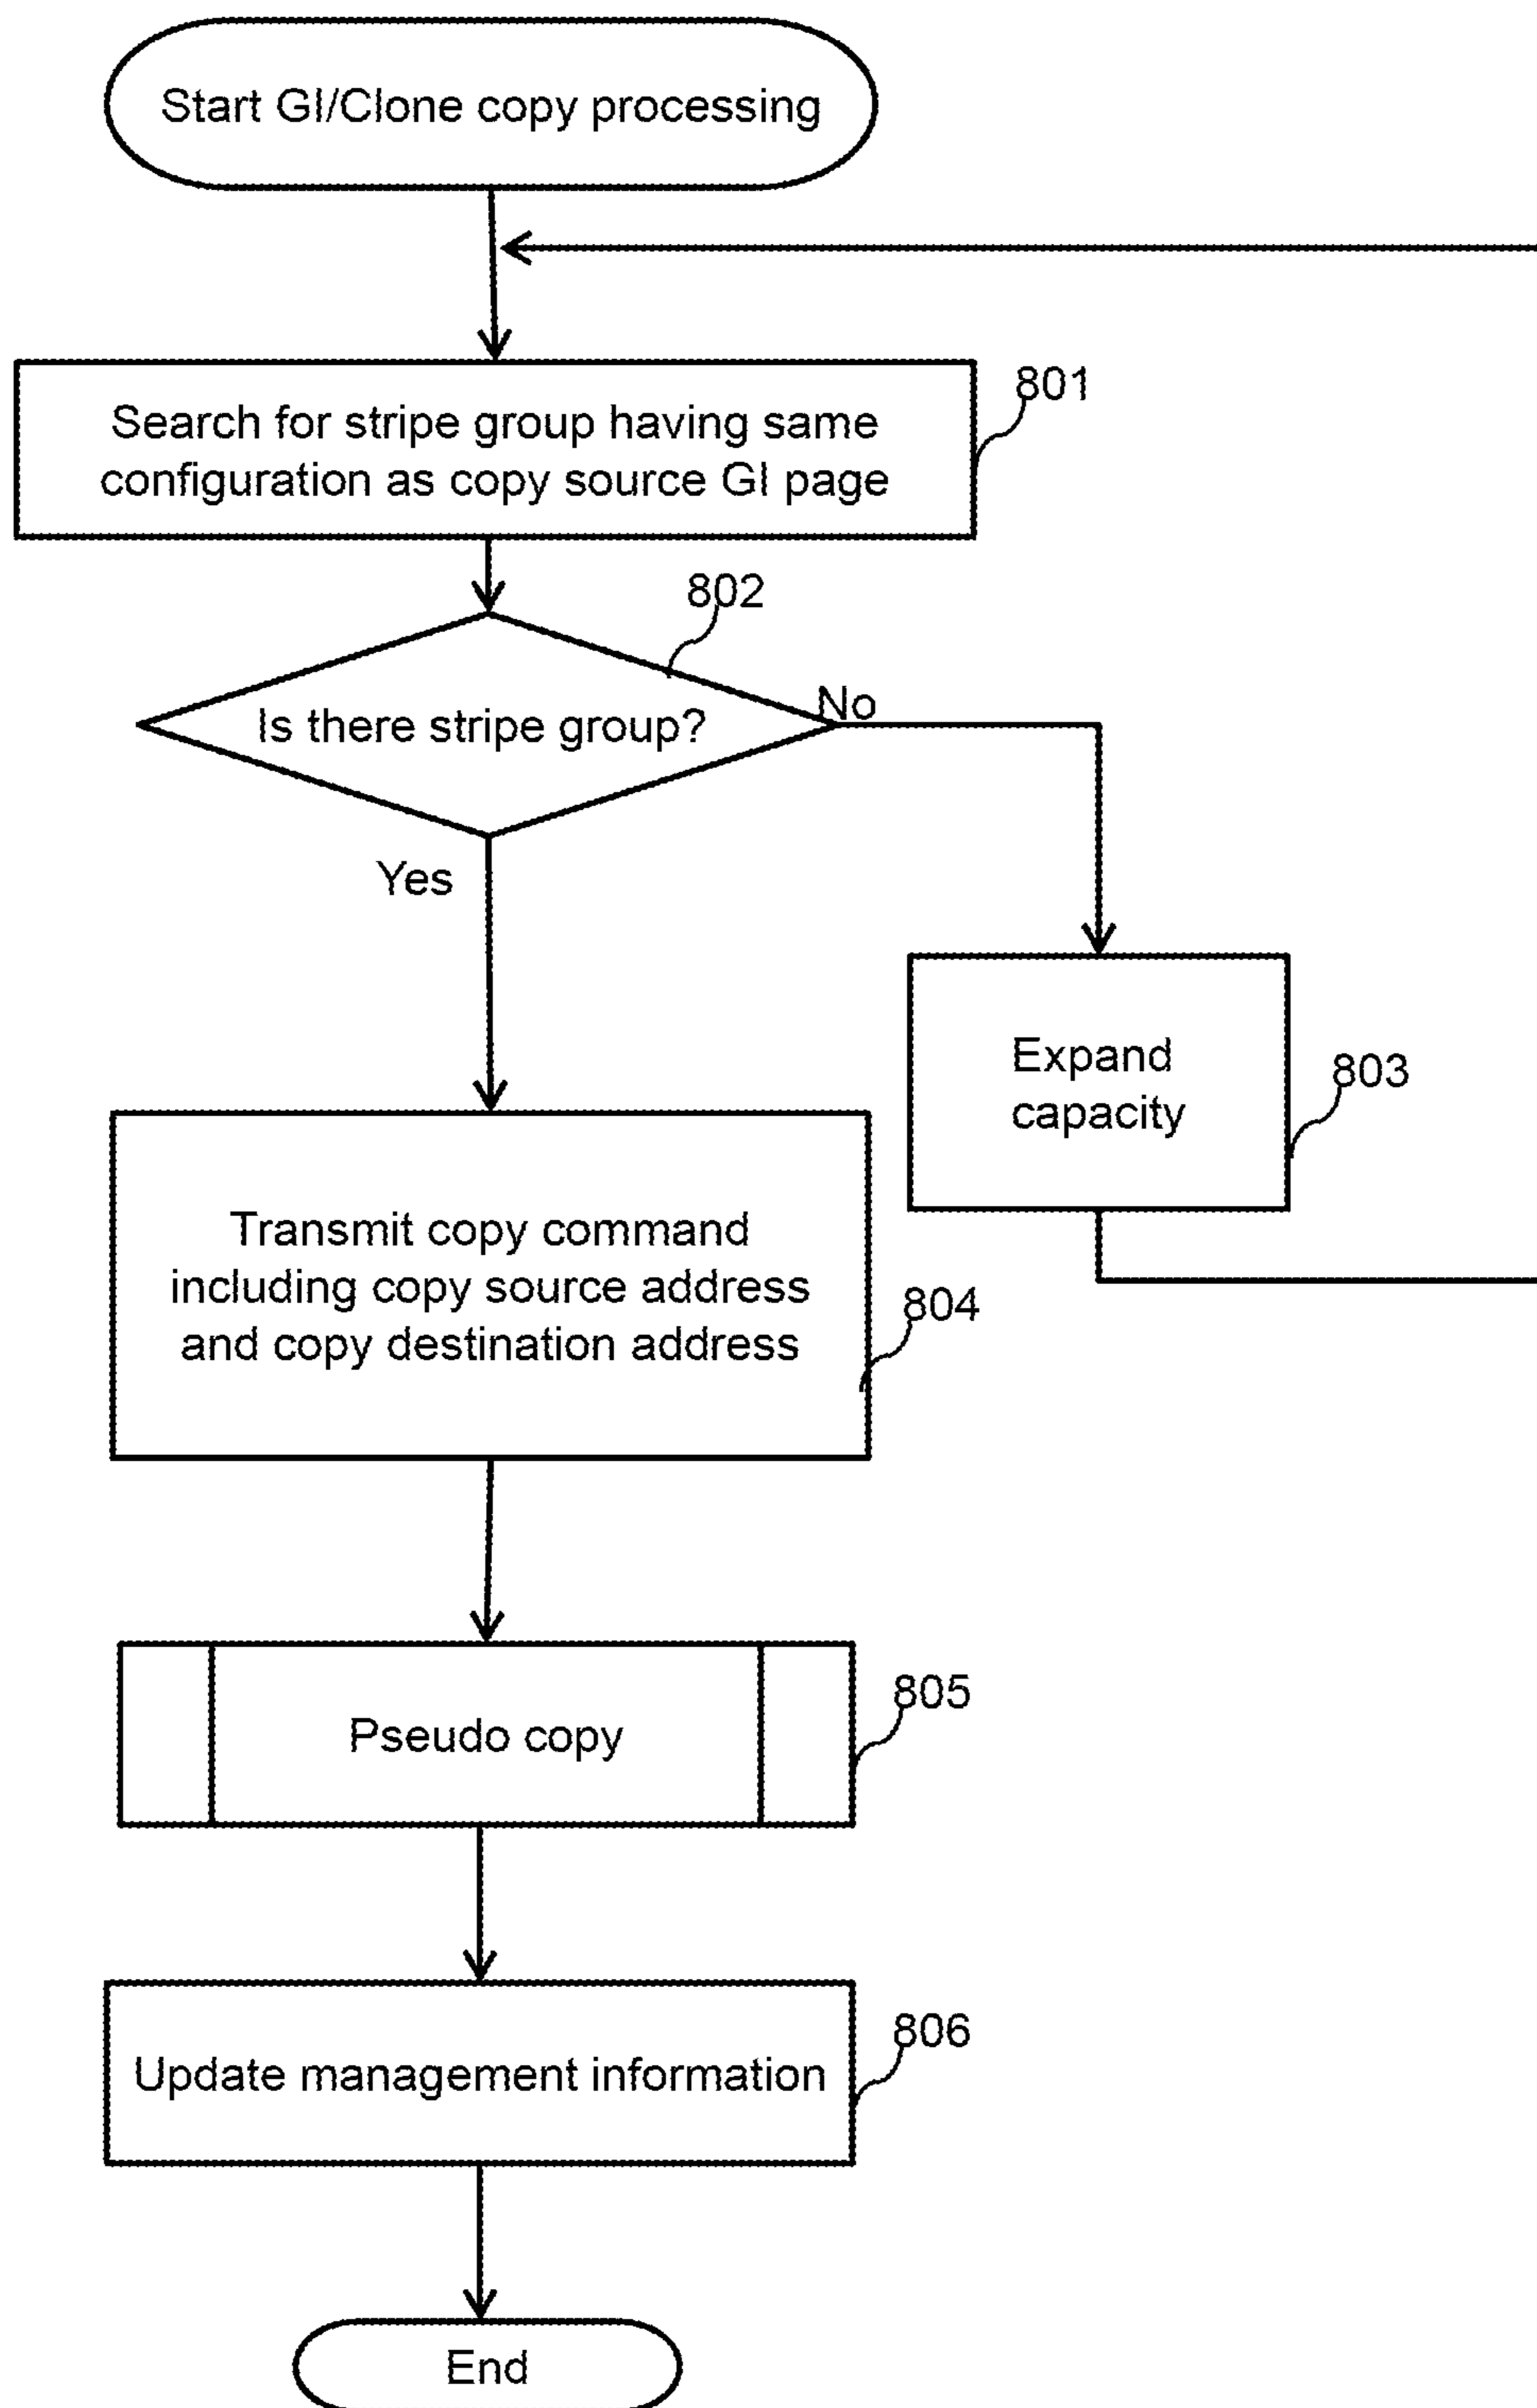 Start GI/Clone copy processing
801
Search for stripe group having same
configuration as copy source GI page
802
Is there stripe group?
No
Yes
Expand
capacity
803
Transmit copy command
including copy source address
and copy destination address
804
Pseudo copy
805
Update management information
806
End